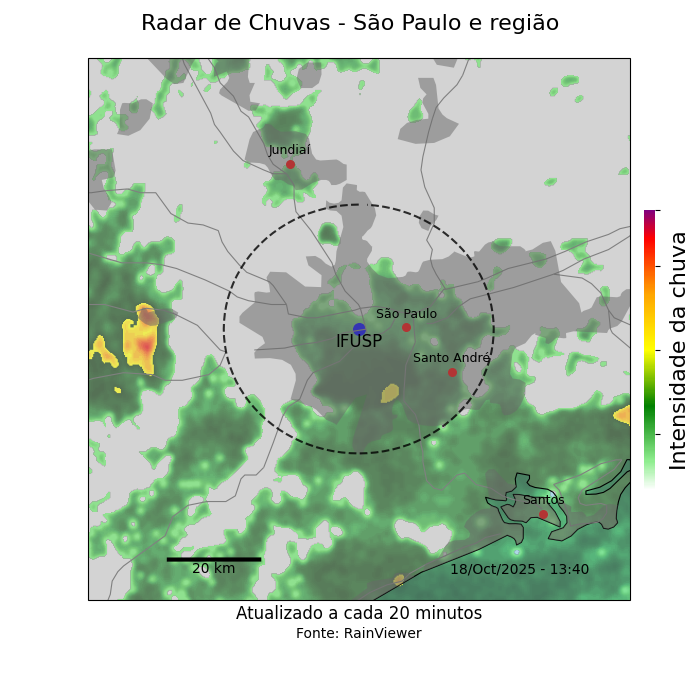 Radar de Chuvas - São Paulo e região
Jundiaí
São Paulo
IFUSP
Santo André
Santos
20 km
18/Oct/2025 - 13:40
Intensidade da chuva
Atualizado a cada 20 minutos
Fonte: RainViewer